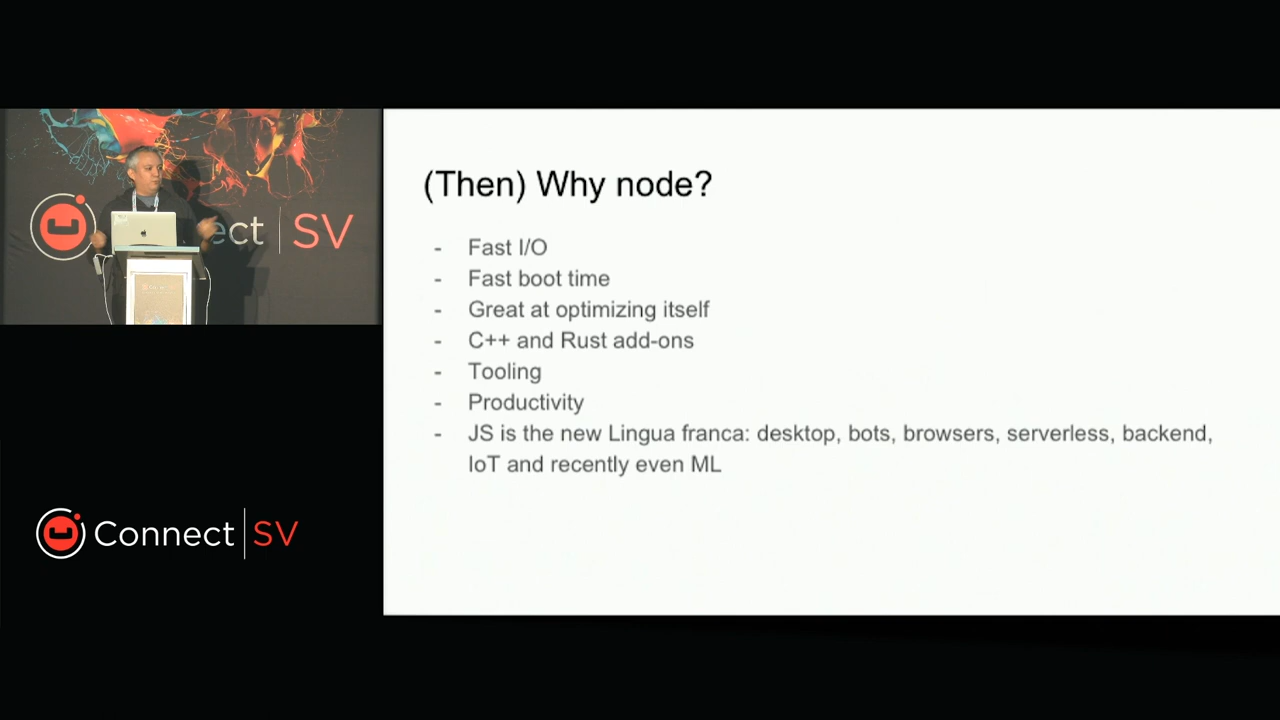 ect SV
(Then) Why node?
- Fast I/O
- Fast boot time
- Great at optimizing itself
- C++ and Rust add-ons
- Tooling
- Productivity
- JS is the new Lingua franca: desktop, bots, browsers, serverless, backend,
IoT and recently even ML
Connect SV